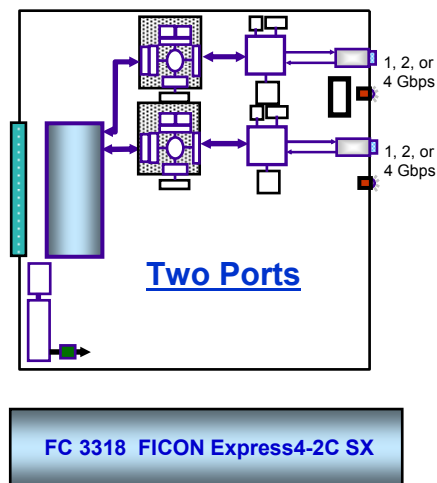 1, 2, or
4 Gbps
1, 2, or
4 Gbps
Two Ports
FC 3318 FICON Express4-2C SX